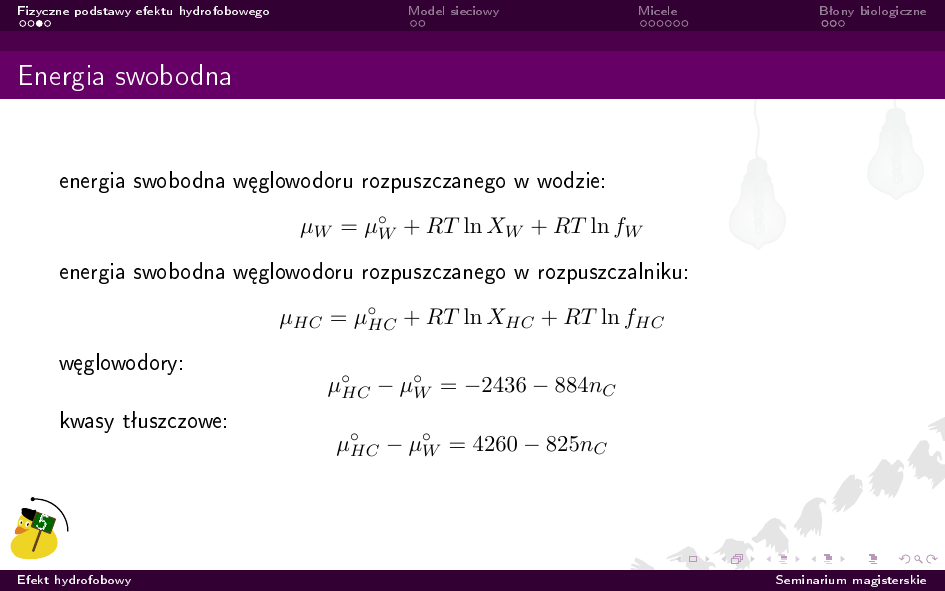 Fizyczne podstawy efektu hydrofobowego Model sieciowy Micele Błony biologiczne
Energia swobodna
energia swobodna węglowodoru rozpuszczanego w wodzie:
μ_W = μ°_W + RT ln X_W + RT ln f_W
energia swobodna węglowodoru rozpuszczanego w rozpuszczalniku:
μ_HC = μ°_HC + RT ln X_HC + RT ln f_HC
węglowodory:
μ°_HC − μ°_W = −2436 − 884n_C
kwasy tłuszczowe:
μ°_HC − μ°_W = 4260 − 825n_C
5
Efekt hydrofobowy Seminarium magisterskie